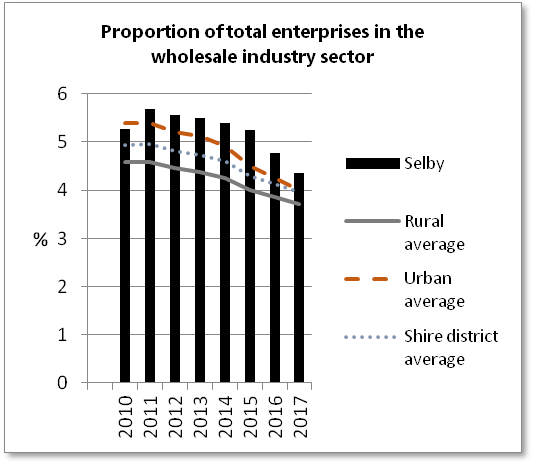 Proportion of total enterprises in the
wholesale industry sector
6
5
4
3
2
1
0
%
2010
2011
2012
2013
2014
2015
2016
2017
Selby
Rural
average
Urban
average
Shire district
average